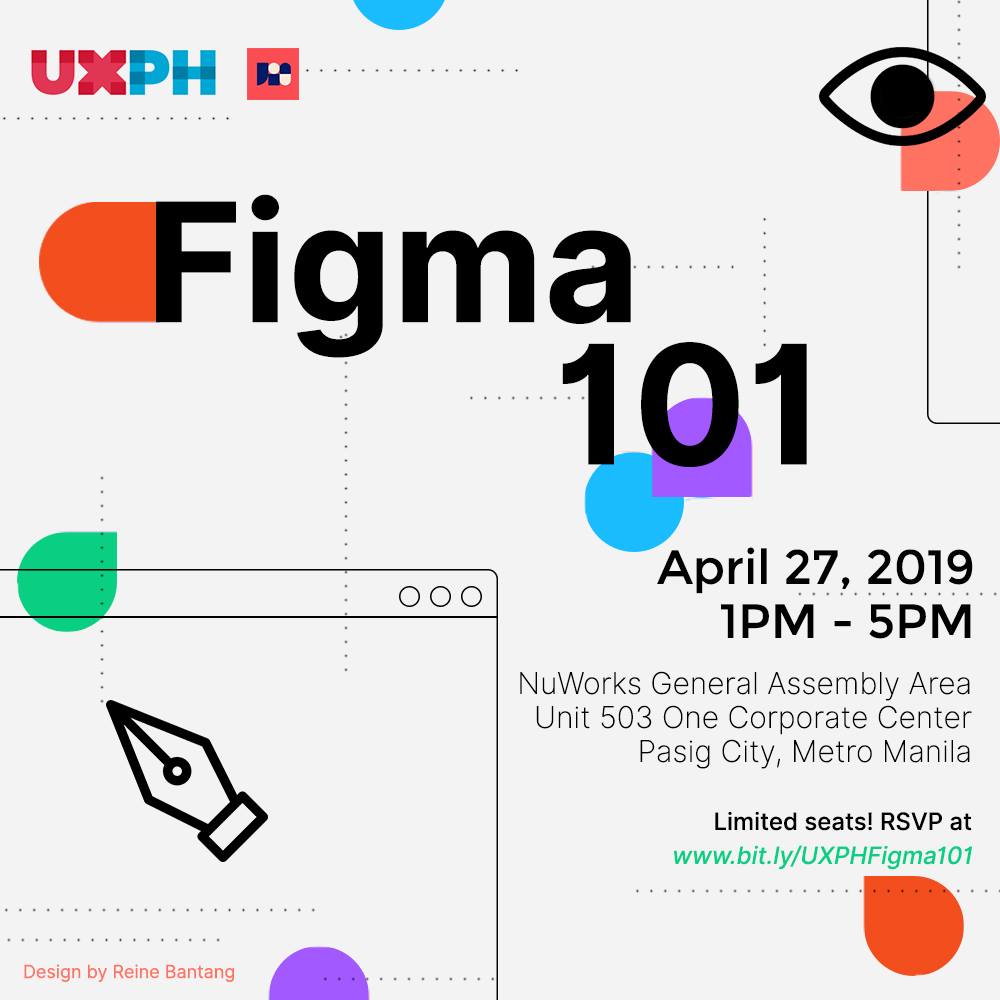 UXPH
Figma
101
April 27, 2019
1PM - 5PM
NuWorks General Assembly Area
Unit 503 One Corporate Center
Pasig City, Metro Manila
Limited seats! RSVP at
www.bit.ly/UXPHFigma101
Design by Reine Bantang